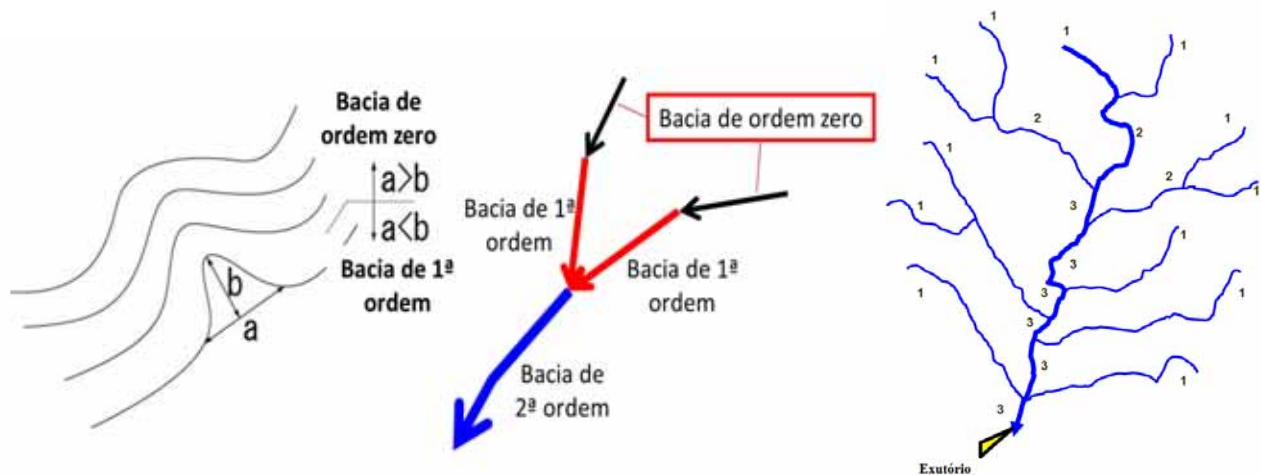 Bacia de
ordem zero
a>b
a<b
Bacia de 1ª
ordem
b
a
Bacia de ordem zero
Bacia de 1ª
ordem
Bacia de 1ª
ordem
Bacia de
2ª ordem
1
1
1
1
2
2
1
1
2
1
3
1
1
3
1
3
3
1
3
1
3
Exutório